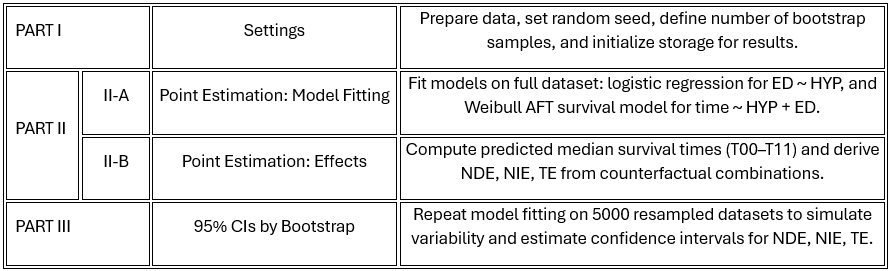 PART I
Settings
Prepare data, set random seed, define number of bootstrap
samples, and initialize storage for results.
PART II
II-A
Point Estimation: Model Fitting
Fit models on full dataset: logistic regression for ED ~ HYP, and
Weibull AFT survival model for time ~ HYP + ED.
II-B
Point Estimation: Effects
Compute predicted median survival times (T00–T11) and derive
NDE, NIE, TE from counterfactual combinations.
PART III
95% CIs by Bootstrap
Repeat model fitting on 5000 resampled datasets to simulate
variability and estimate confidence intervals for NDE, NIE, TE.